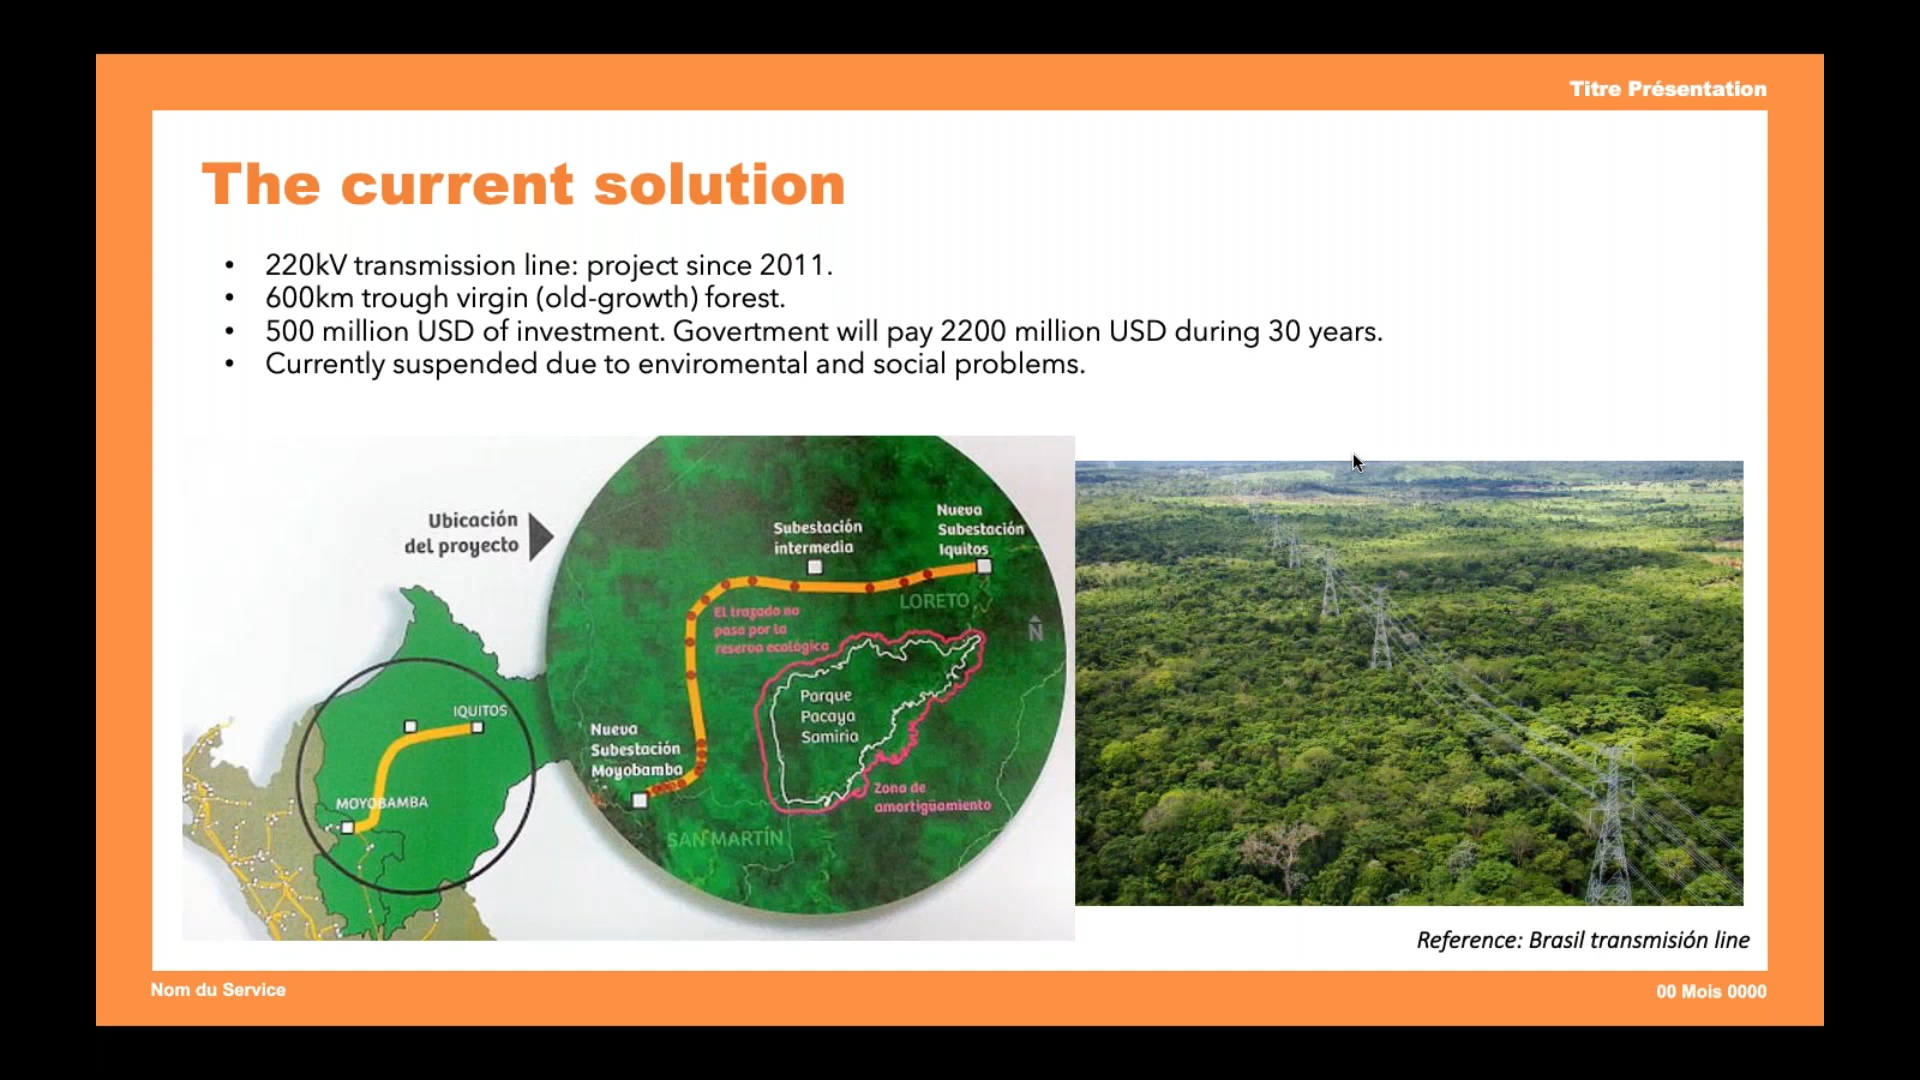 Titre Présentation
The current solution
• 220kV transmission line: project since 2011.
• 600km trough virgin (old-growth) forest.
• 500 million USD of investment. Govertment will pay 2200 million USD during 30 years.
• Currently suspended due to enviromental and social problems.
Ubicación
del proyecto
IQUITOS
MOYOBAMBA
Subestación
intermedia
Nueva
Subestación
Iquitos
LORETO
El trazado no
pasa por la
reserva ecológica
N
Parque
Pacaya
Samiria
Nueva
Subestación
Moyobamba
Zona de
amortiguamiento
SAN MARTÍN
Reference: Brasil transmisión line
Nom du Service
00 Mois 0000